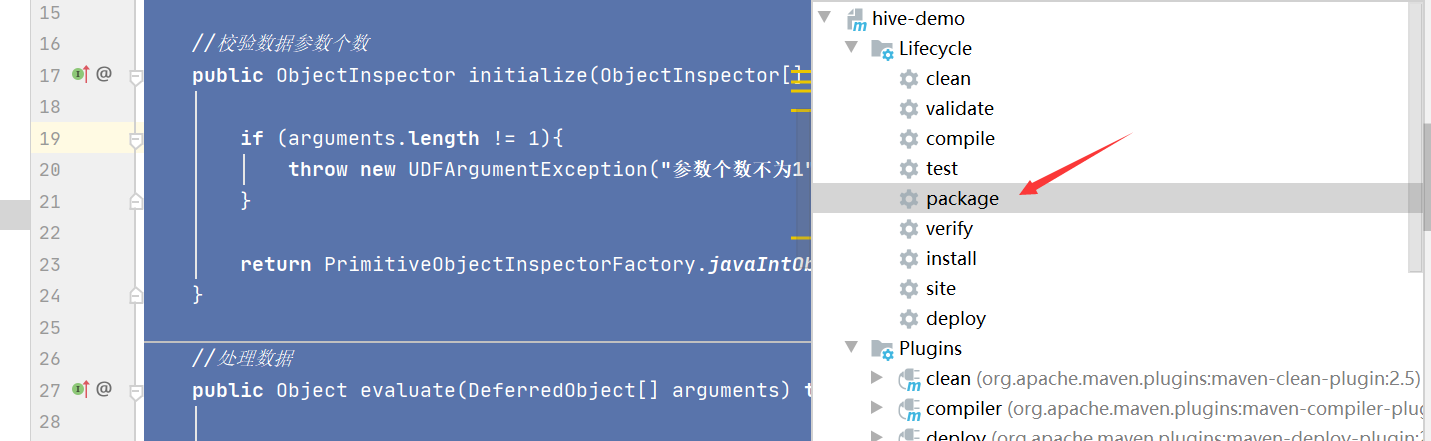 15
16 //校验数据参数个数
17 @ public ObjectInspector initialize(ObjectInspector[]
18
19 if (arguments.length != 1){
20 throw new UDFArgumentException("参数个数不为1"
21 }
22
23 return PrimitiveObjectInspectorFactory.javaIntOb
24 }
25
26 //处理数据
27 @ public Object evaluate(DeferredObject[] arguments) t
28
hive-demo
Lifecycle
clean
validate
compile
test
package
verify
install
site
deploy
Plugins
clean (org.apache.maven.plugins:maven-clean-plugin:2.5)
compiler (org.apache.maven.plugins:maven-compiler-plug
deploy (org.apache.maven.plugins:maven-deploy-plugin: